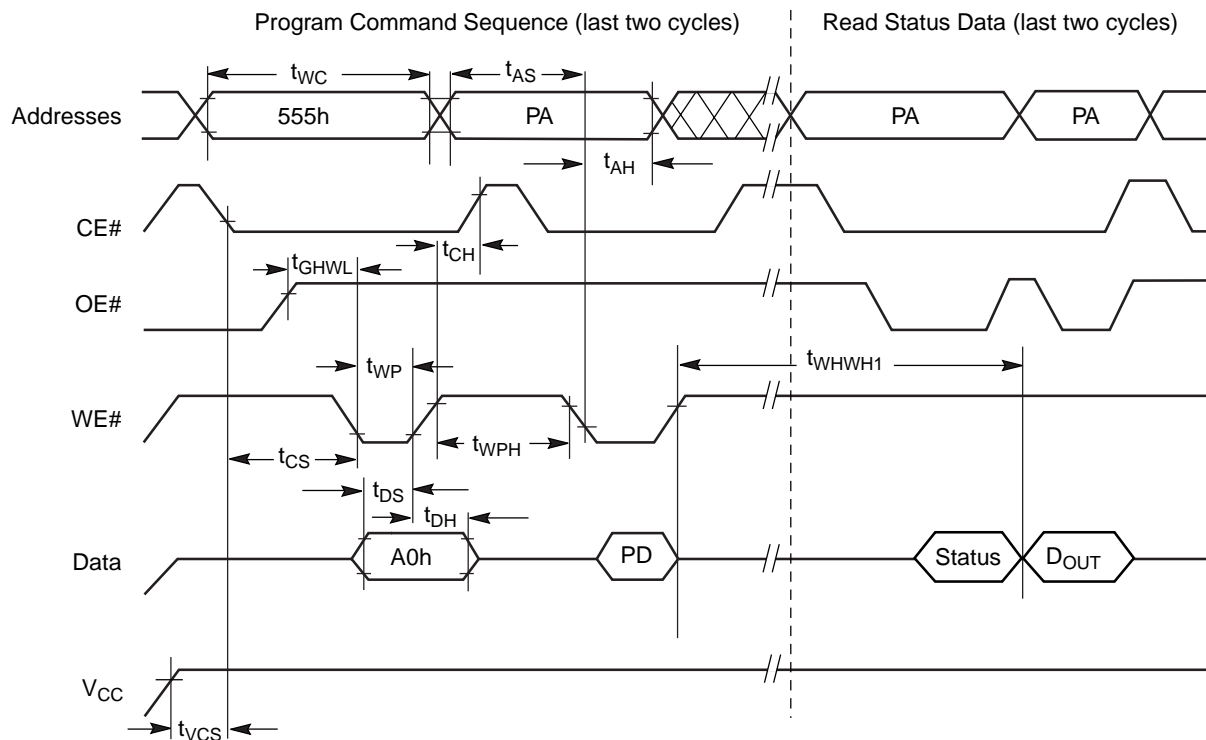 Program Command Sequence (last two cycles)
Read Status Data (last two cycles)
tWC
tAS
Addresses
555h
PA
PA
PA
tAH
CE#
tCH
tGHWL
OE#
tWP
tWHWH1
WE#
tWPH
tCS
tDS
tDH
Data
A0h
PD
Status
DOUT
VCC
tVCS